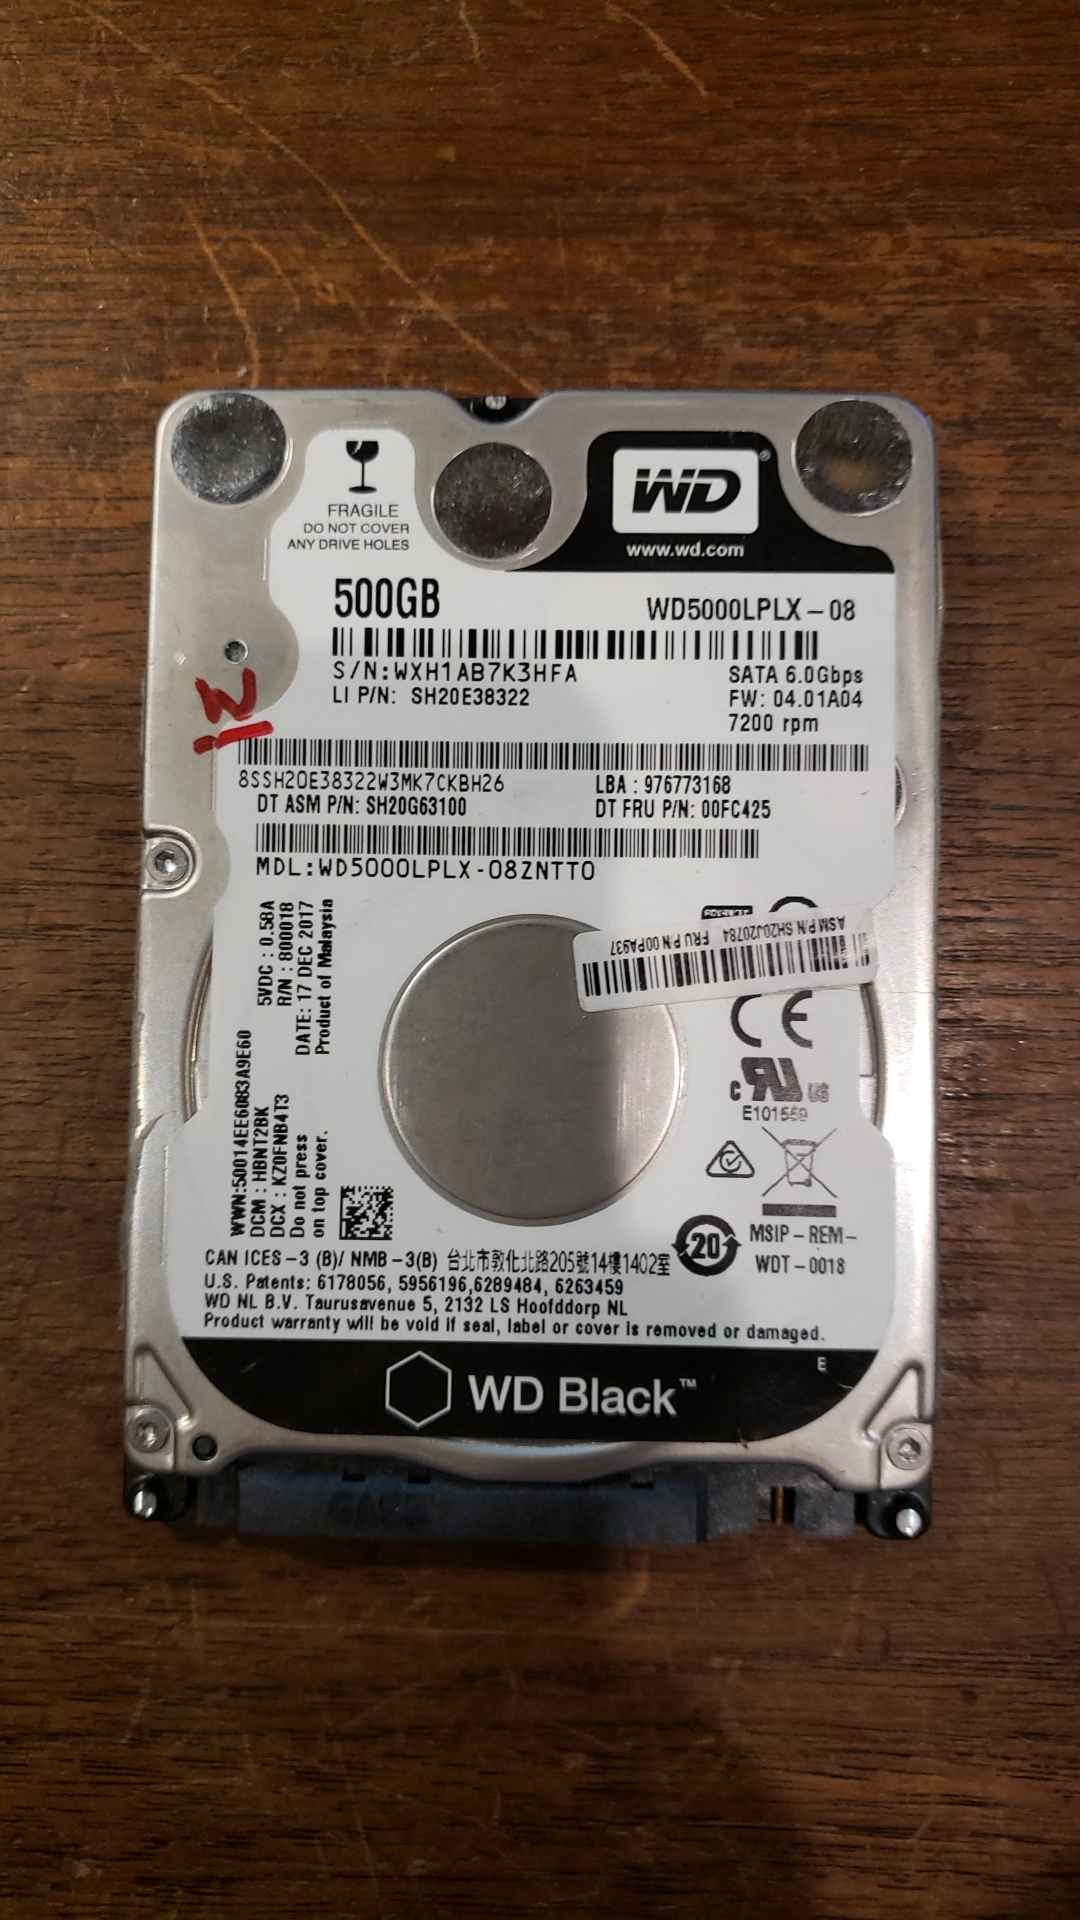 FRAGILE
DO NOT COVER
ANY DRIVE HOLES
WD®
www.wd.com
500GB
WD5000LPLX-08
S/N:WXH1AB7K3HFA
LI P/N: SH20E38322
SATA 6.0Gbps
FW: 04.01A04
7200 rpm
8SSH20E38322W3MK7CKBH26
LBA : 976773168
DT ASM P/N: SH20G63100
DT FRU P/N: 00FC425
MDL:WD5000LPLX-08ZNTT0
5VDC : 0.58A
R/N : 800018
DATE: 17 DEC 2017
Product of Malaysia
WWN:50014EE6083A9E60
DCM : HBNT2BK
DCX : KZ0FNB4T3
Do not press
on top cover.
ASM P/N SH20J20784 FRU P/N 00PA937
CE
c RU us
E101559
20
MSIP-REM-
WDT-0018
CAN ICES-3 (B)/ NMB-3(B) 台北市敦化北路205號14樓1402室
U.S. Patents: 6178056, 5956196,6289484, 6263459
WD NL B.V. Taurusavenue 5, 2132 LS Hoofddorp NL
Product warranty will be void if seal, label or cover is removed or damaged.
E
WD Black™